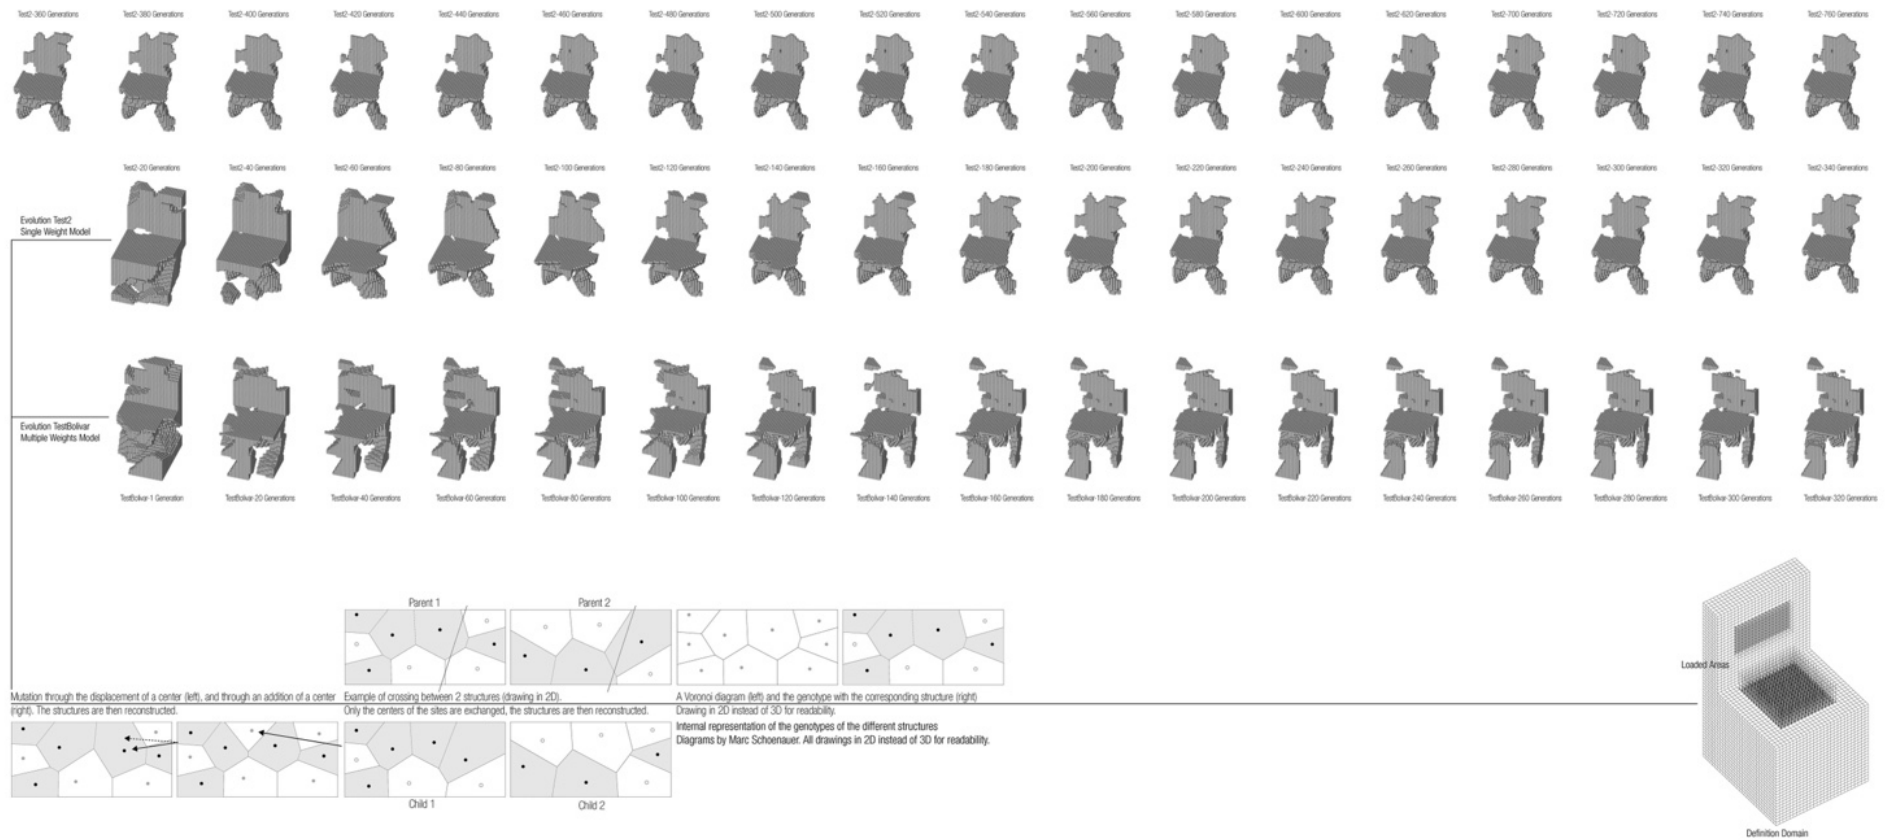 Test2-360 Generations
Test2-380 Generations
Test2-400 Generations
Test2-420 Generations
Test2-440 Generations
Test2-460 Generations
Test2-480 Generations
Test2-500 Generations
Test2-520 Generations
Test2-540 Generations
Test2-560 Generations
Test2-580 Generations
Test2-600 Generations
Test2-620 Generations
Test2-700 Generations
Test2-720 Generations
Test2-740 Generations
Test2-760 Generations
Test2-20 Generations
Test2-40 Generations
Test2-60 Generations
Test2-80 Generations
Test2-100 Generations
Test2-120 Generations
Test2-140 Generations
Test2-160 Generations
Test2-180 Generations
Test2-200 Generations
Test2-220 Generations
Test2-240 Generations
Test2-260 Generations
Test2-280 Generations
Test2-300 Generations
Test2-320 Generations
Test2-340 Generations
Evolution Test2
Single Weight Model
Evolution TestBolivar
Multiple Weights Model
TestBolivar-1 Generation
TestBolivar-20 Generations
TestBolivar-40 Generations
TestBolivar-60 Generations
TestBolivar-80 Generations
TestBolivar-100 Generations
TestBolivar-120 Generations
TestBolivar-140 Generations
TestBolivar-160 Generations
TestBolivar-180 Generations
TestBolivar-200 Generations
TestBolivar-220 Generations
TestBolivar-240 Generations
TestBolivar-260 Generations
TestBolivar-280 Generations
TestBolivar-300 Generations
TestBolivar-320 Generations
Parent 1
Parent 2
Mutation through the displacement of a center (left), and through an addition of a center
(right). The structures are then reconstructed.
Example of crossing between 2 structures (drawing in 2D).
Only the centers of the sites are exchanged, the structures are then reconstructed.
A Voronoi diagram (left) and the genotype with the corresponding structure (right)
Drawing in 2D instead of 3D for readability.
Internal representation of the genotypes of the different structures
Diagrams by Marc Schoenauer. All drawings in 2D instead of 3D for readability.
Child 1
Child 2
Loaded Areas
Definition Domain